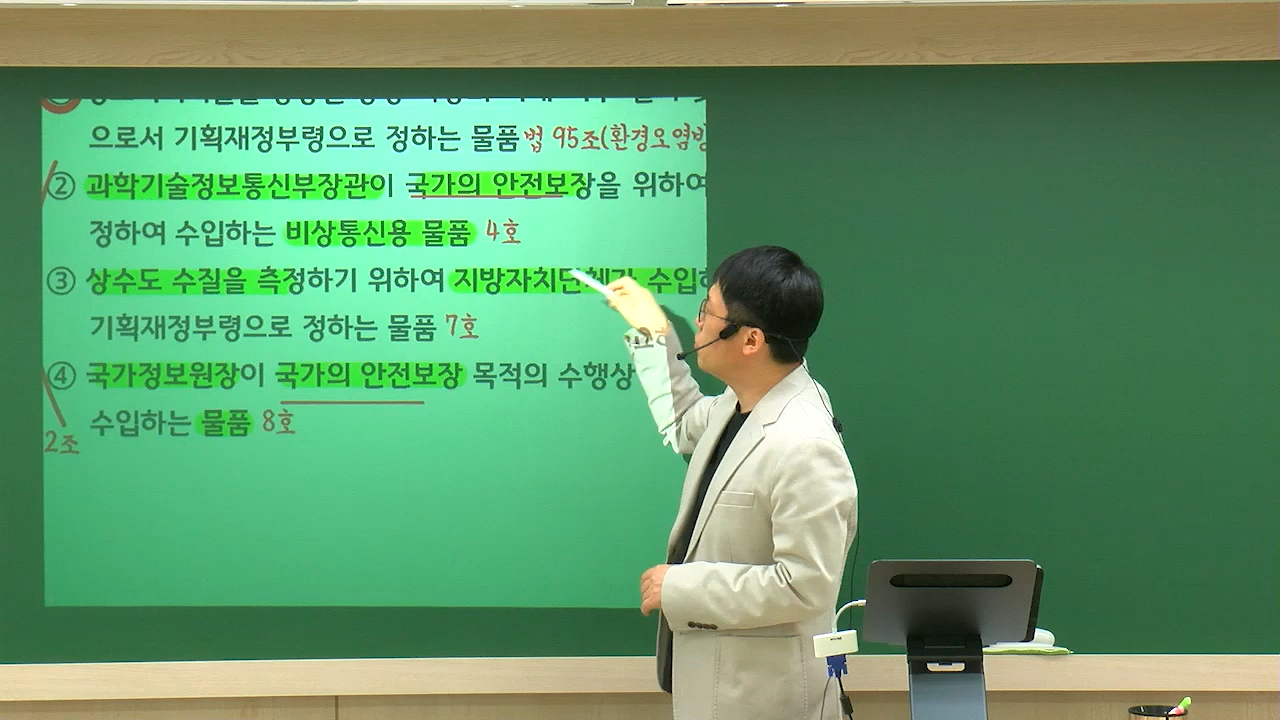 으로서 기획재정부령으로 정하는 물품 법 95조(환경오염방
② 과학기술정보통신부장관이 국가의 안전보장을 위하여
정하여 수입하는 비상통신용 물품 4호
③ 상수도 수질을 측정하기 위하여 지방자치단체가 수입하
기획재정부령으로 정하는 물품 7호
④ 국가정보원장이 국가의 안전보장 목적의 수행상
수입하는 물품 8호
2조